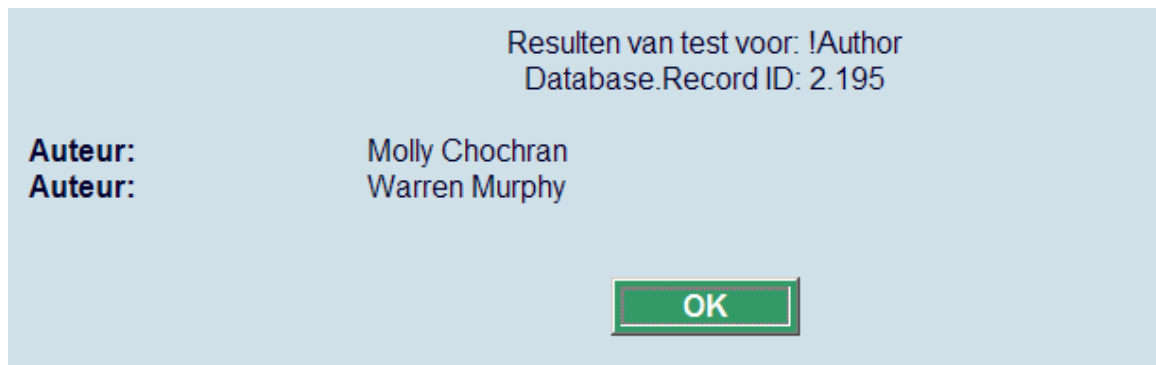 Resulten van test voor: !Author
Database.Record ID: 2.195
Auteur: Molly Chochran
Auteur: Warren Murphy
OK